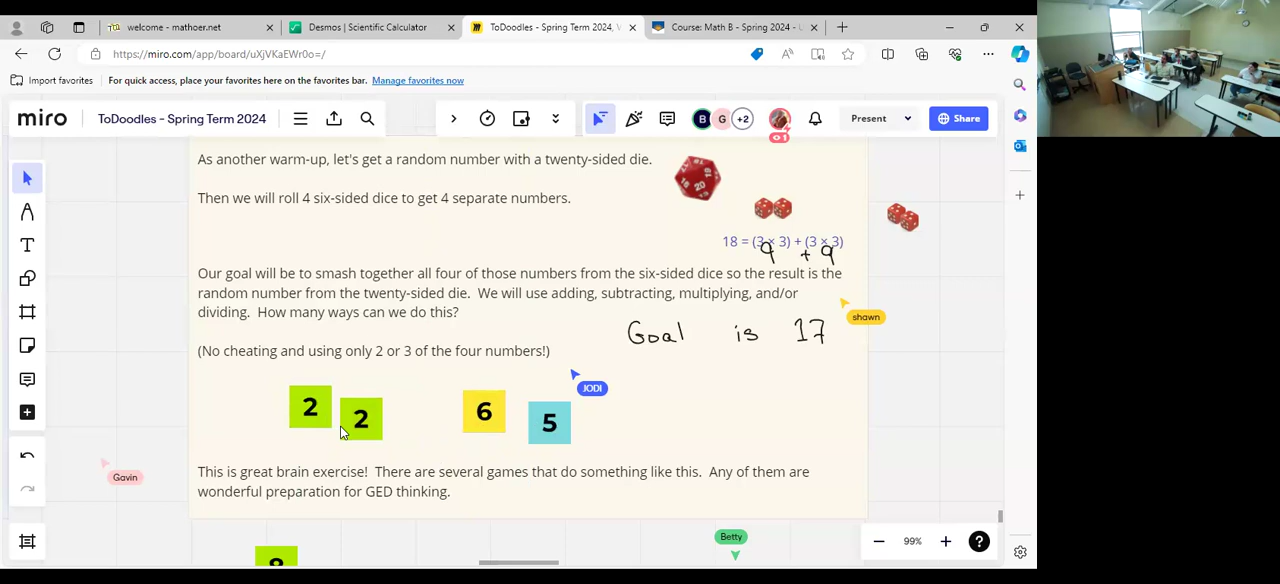 welcome - mathoer.net
Desmos | Scientific Calculator
ToDoodles - Spring Term 2024, V
Course: Math B - Spring 2024 - 
https://miro.com/app/board/uXjVKaEWr0o=/
Import favorites
For quick access, place your favorites here on the favorites bar. Manage favorites now
miro
ToDoodles - Spring Term 2024
B G +2
1
Present
Share
As another warm-up, let's get a random number with a twenty-sided die.
Then we will roll 4 six-sided dice to get 4 separate numbers.
20
18 = (3 × 3) + (3 × 3)
9 + 9
Our goal will be to smash together all four of those numbers from the six-sided dice so the result is the
random number from the twenty-sided die. We will use adding, subtracting, multiplying, and/or
dividing. How many ways can we do this?
shawn
Goal is 17
(No cheating and using only 2 or 3 of the four numbers!)
JODI
2 2 6 5
This is great brain exercise! There are several games that do something like this. Any of them are
wonderful preparation for GED thinking.
Gavin
Betty
99%